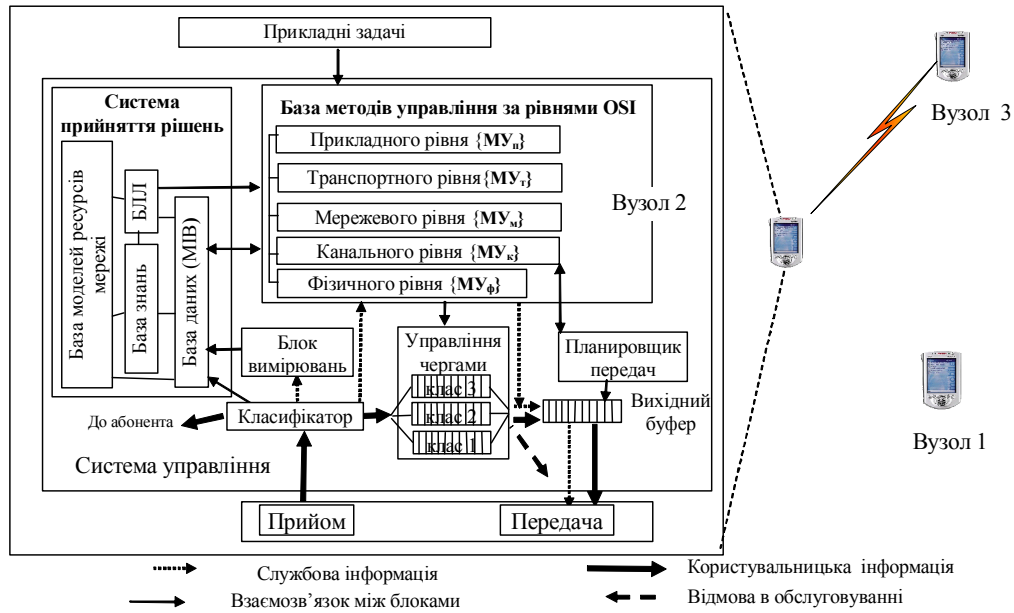 Прикладні задачі
Система
прийняття рішень
База моделей ресурсів
мережі
БЛЛ
База знань
База даних (MIB)
База методів управління за рівнями OSI
Прикладного рівня {МУп}
Транспортного рівня{МУт}
Мережевого рівня {МУм}
Канального рівня {МУк}
Фізичного рівня {МУф}
Вузол 2
Блок
вимірювань
Управління
чергами
клас 3
клас 2
клас 1
Планировщик
передач
Вихідний
буфер
До абонента
Класифікатор
Система управління
Прийом
Передача
Вузол 3
Вузол 1
Службова інформація
Взаємозв'язок між блоками
Користувальницька інформація
Відмова в обслуговуванні